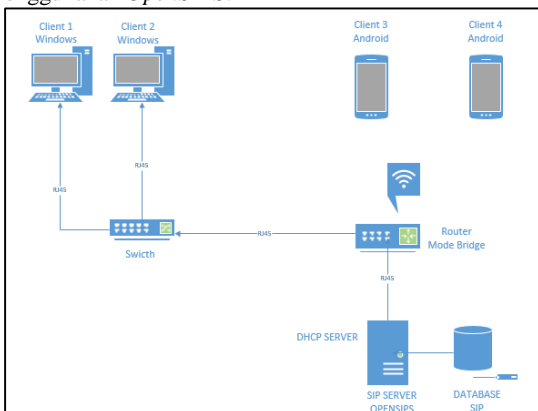 Client 1
Windows
Client 2
Windows
Client 3
Android
Client 4
Android
RJ45
RJ45
Swicth
RJ45
Router
Mode Bridge
RJ45
DHCP SERVER
SIP SERVER
OPENSIPS
DATABASE
SIP